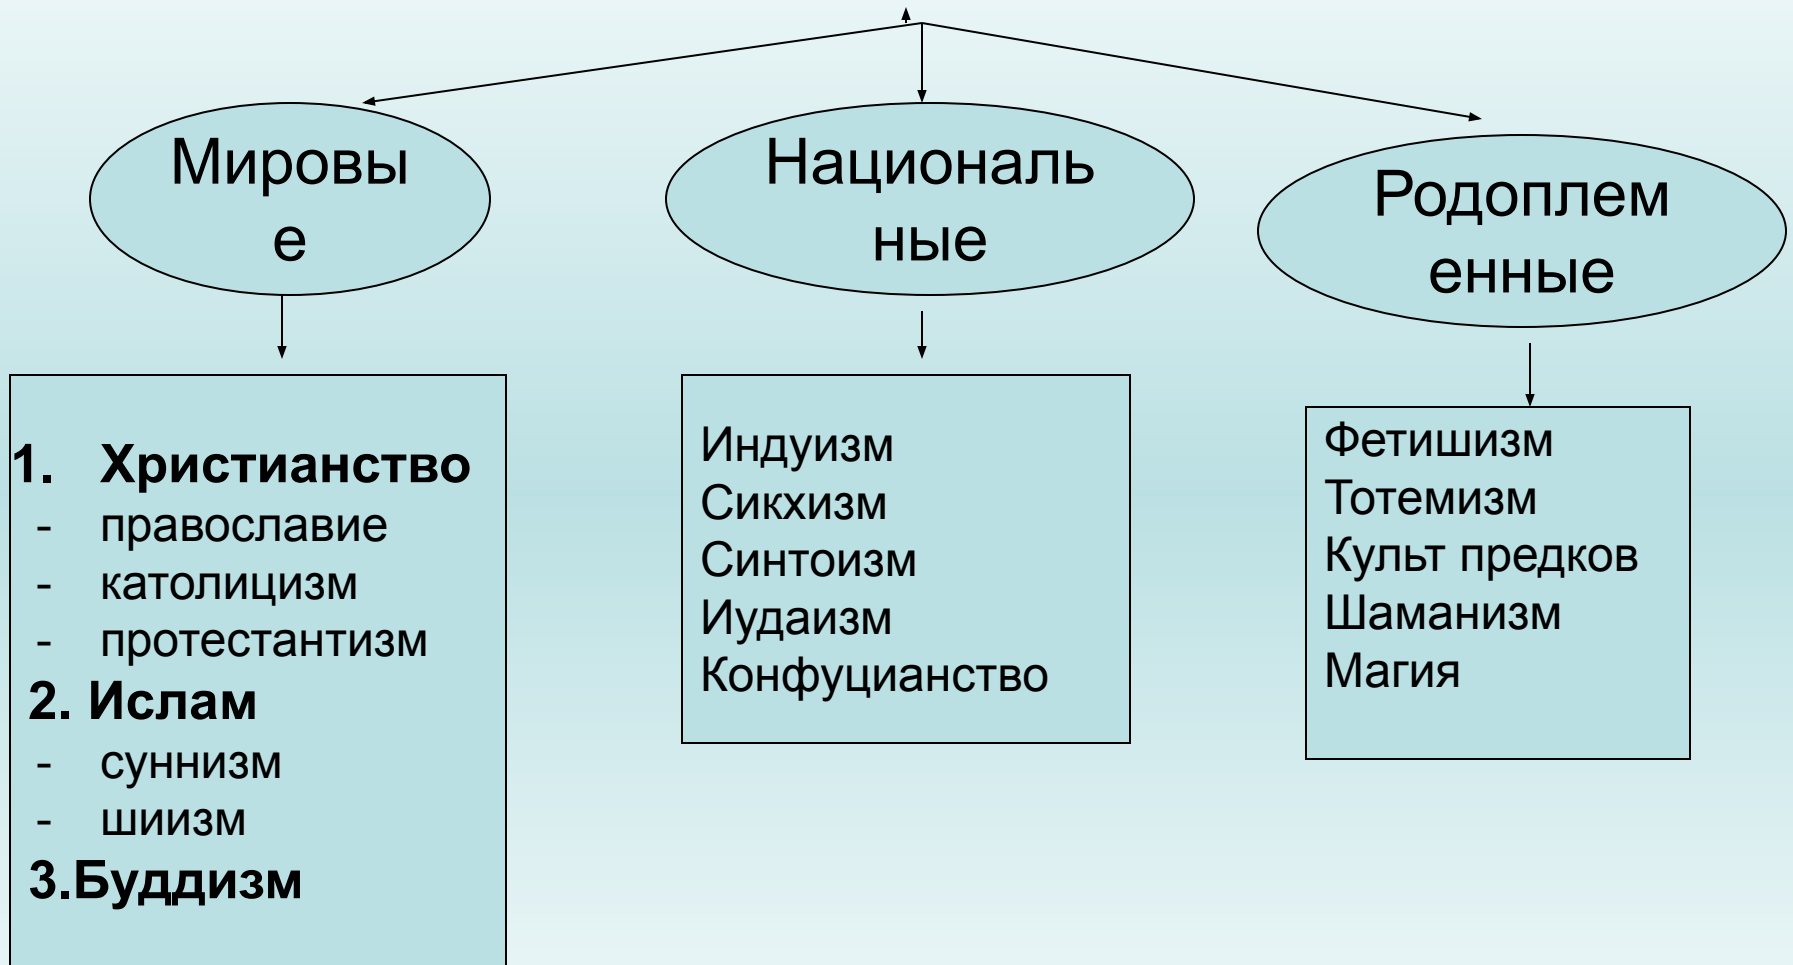 Мировы
е
Националь
ные
Родоплем
енные
1. Христианство
- православие
- католицизм
- протестантизм
2. Ислам
- суннизм
- шиизм
3.Буддизм
Индуизм
Сикхизм
Синтоизм
Иудаизм
Конфуцианство
Фетишизм
Тотемизм
Культ предков
Шаманизм
Магия